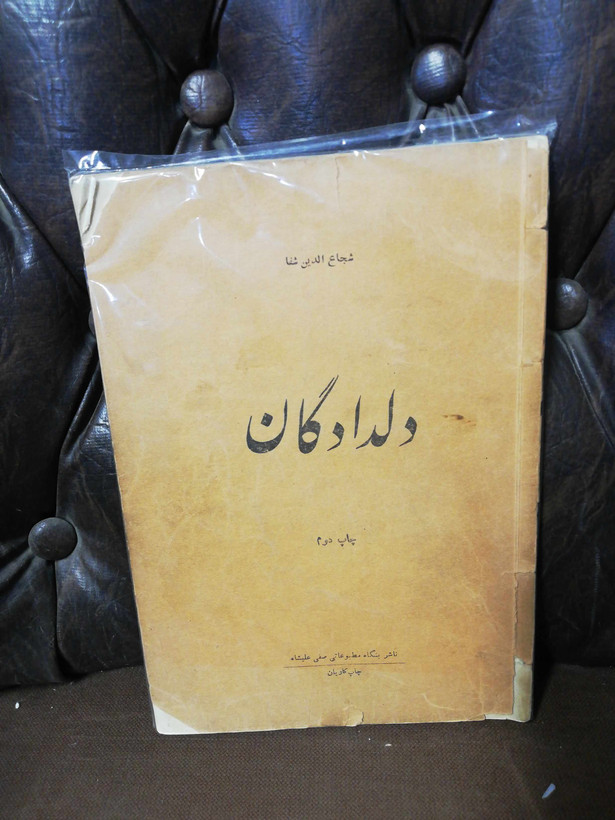 شجاع الدین شفا
دلدادگان
چاپ دوم
ناشر بنگاه مطبوعاتی صفی علیشاه
چاپ کاویان